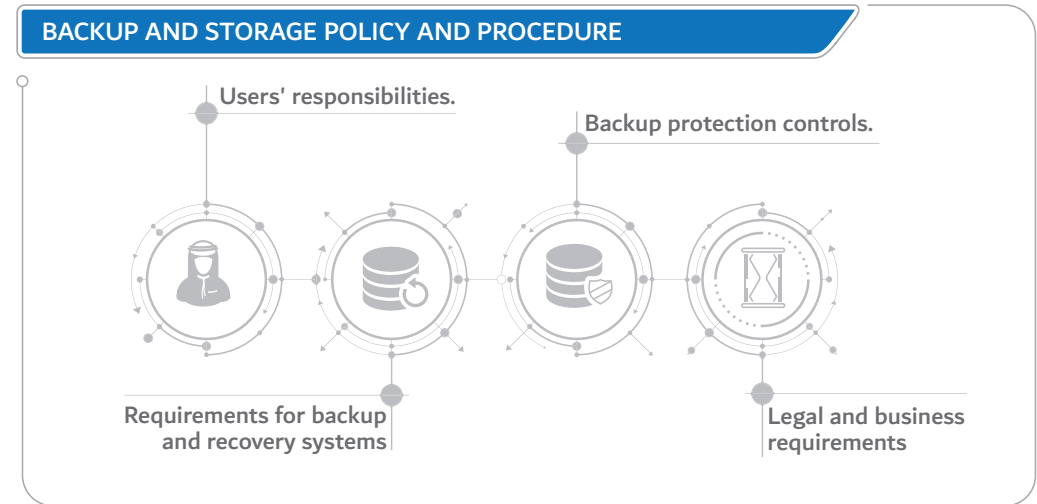 BACKUP AND STORAGE POLICY AND PROCEDURE
Users' responsibilities.
Backup protection controls.
Requirements for backup
and recovery systems
Legal and business
requirements